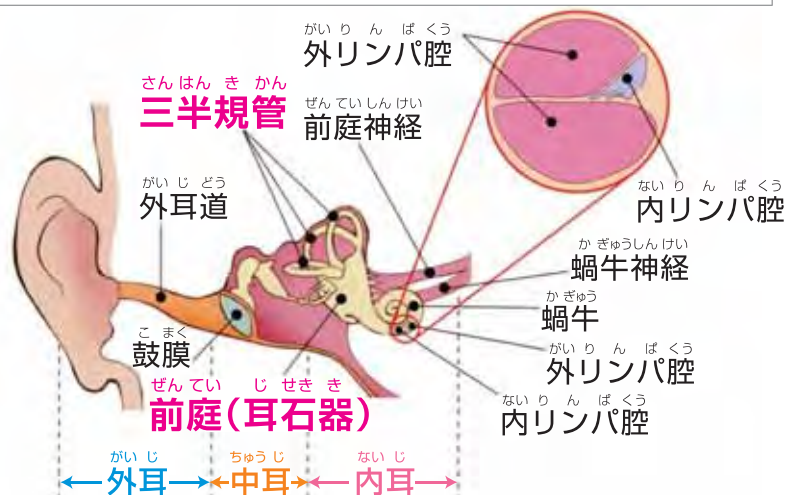 がいりんぱくう
外リンパ腔
さんはんきかん
三半規管
ぜんていしんけい
前庭神経
がいじどう
外耳道
ないりんぱくう
内リンパ腔
かぎゅうしんけい
蝸牛神経
かぎゅう
蝸牛
こまく
鼓膜
がいりんぱくう
外リンパ腔
ぜんてい じせきき
前庭(耳石器)
ないりんぱくう
内リンパ腔
がいじ ちゅうじ ないじ
外耳 中耳 内耳